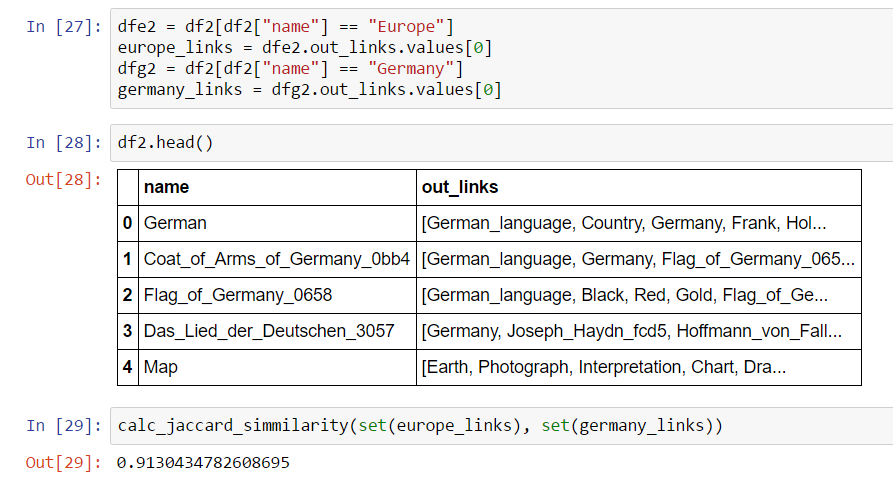 In [27]: dfe2 = df2[df2["name"] == "Europe"]
europe_links = dfe2.out_links.values[0]
dfg2 = df2[df2["name"] == "Germany"]
germany_links = dfg2.out_links.values[0]
In [28]: df2.head()
Out[28]:
name out_links
0 German [German_language, Country, Germany, Frank, Hol...
1 Coat_of_Arms_of_Germany_0bb4 [German_language, Germany, Flag_of_Germany_065...
2 Flag_of_Germany_0658 [German_language, Black, Red, Gold, Flag_of_Ge...
3 Das_Lied_der_Deutschen_3057 [Germany, Joseph_Haydn_fcd5, Hoffmann_von_Fall...
4 Map [Earth, Photograph, Interpretation, Chart, Dra...
In [29]: calc_jaccard_simmilarity(set(europe_links), set(germany_links))
Out[29]: 0.9130434782608695